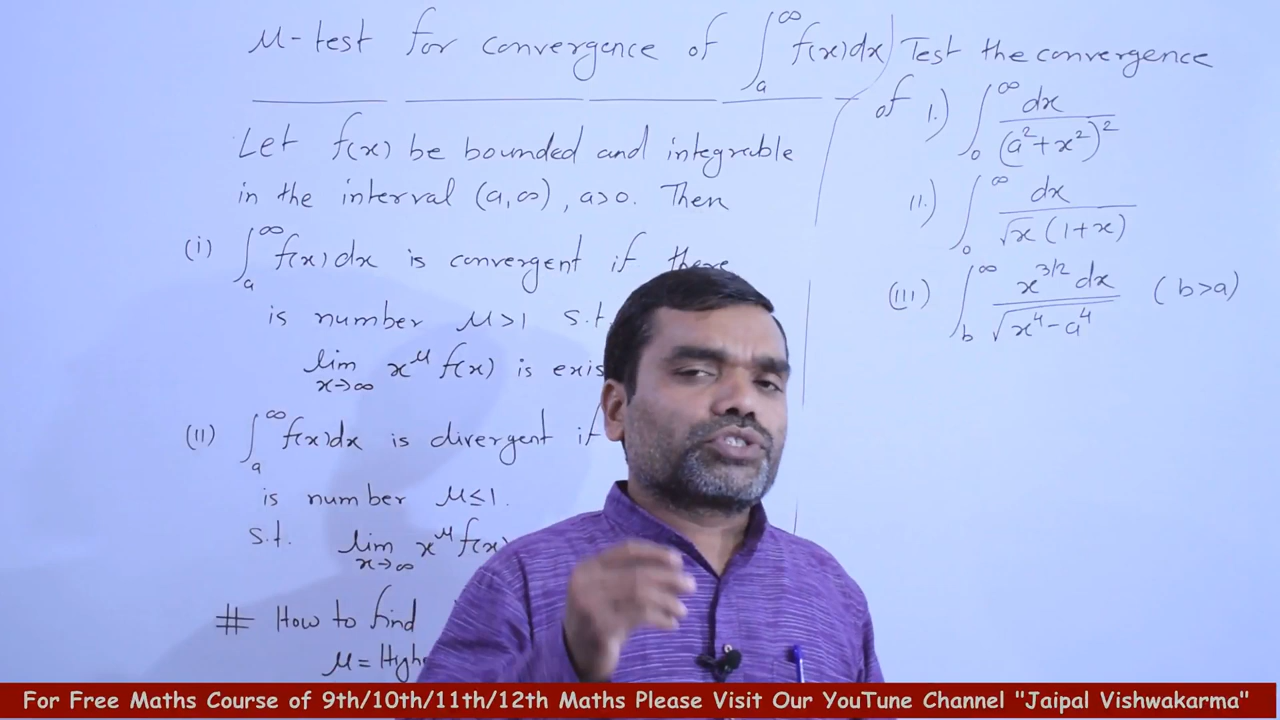 μ-test for convergence of ∫_a^∞ f(x)dx
Let f(x) be bounded and integrable
in the interval (a,∞), a>0. Then
(i) ∫_a^∞ f(x)dx is convergent if there
is number μ>1 s.t.
lim_{x→∞} x^μ f(x) is exis
(II) ∫_a^∞ f(x)dx is divergent if
is number μ≤1.
s.t. lim_{x→∞} x^μ f(x)
# How to find
μ = Highe
Test the convergence
of I.) ∫_0^∞ dx/(a²+x²)²
II.) ∫_0^∞ dx/(√x (1+x))
(III) ∫_b^∞ x^{3/2} dx/√(x⁴-a⁴) (b>a)
For Free Maths Course of 9th/10th/11th/12th Maths Please Visit Our YouTune Channel "Jaipal Vishwakarma"